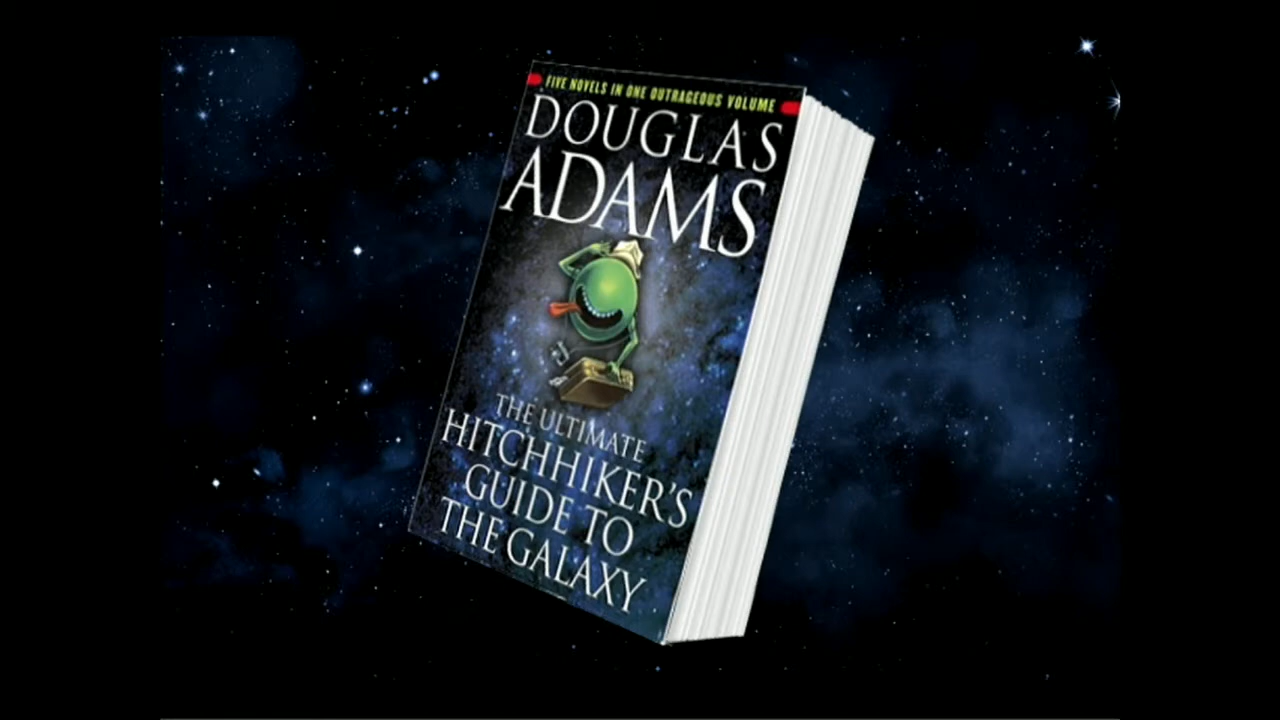 FIVE NOVELS IN ONE OUTRAGEOUS VOLUME
DOUGLAS
ADAMS
THE ULTIMATE
HITCHHIKER'S
GUIDE TO
THE GALAXY